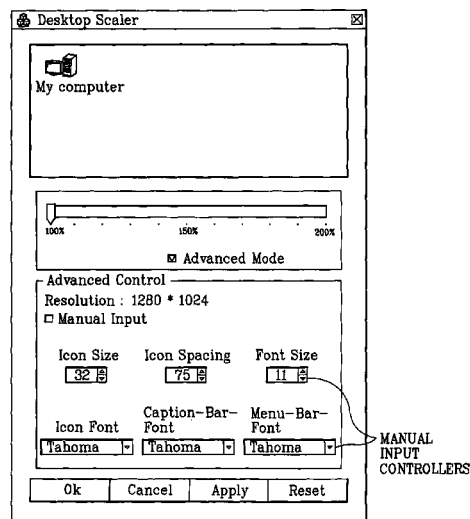 Desktop Scaler
My computer
100% 150% 200%
Advanced Mode
Advanced Control
Resolution : 1280 * 1024
Manual Input
Icon Size Icon Spacing Font Size
32 75 11
Icon Font Caption-Bar-Font Menu-Bar-Font
Tahoma Tahoma Tahoma
MANUAL
INPUT
CONTROLLERS
Ok Cancel Apply Reset